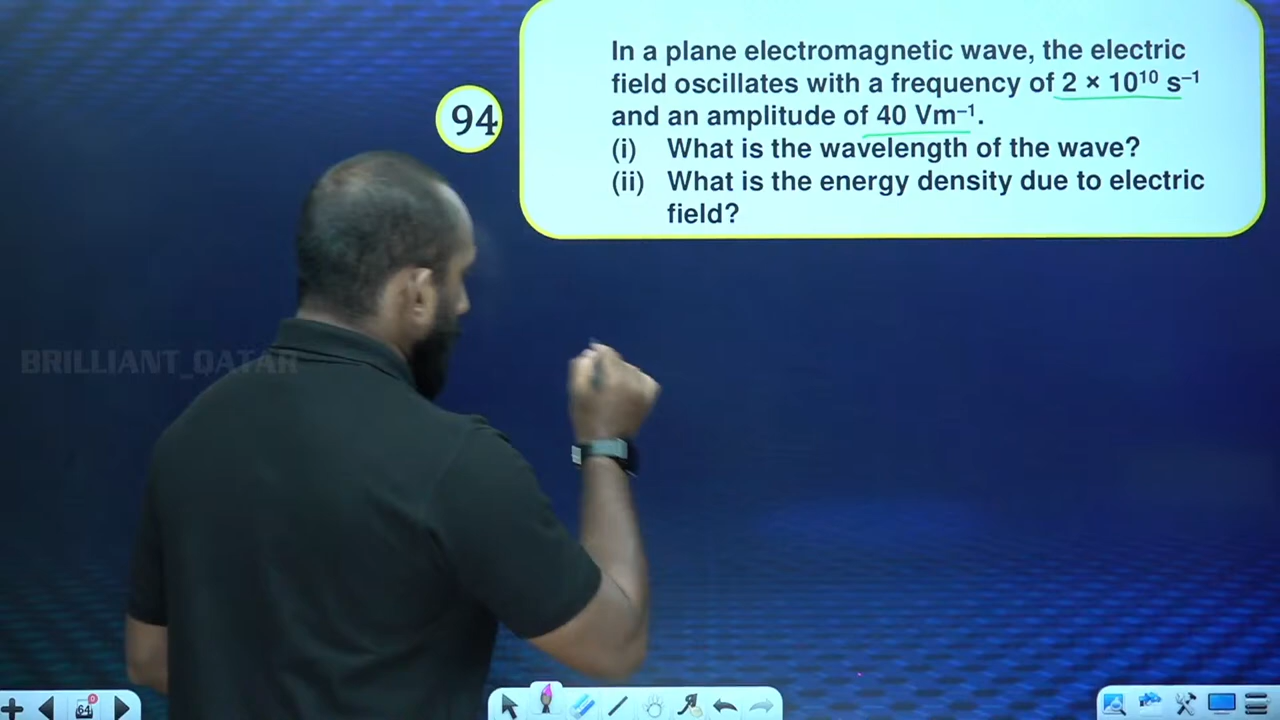 In a plane electromagnetic wave, the electric
field oscillates with a frequency of 2 × 10¹⁰ s⁻¹
and an amplitude of 40 Vm⁻¹.
(i) What is the wavelength of the wave?
(ii) What is the energy density due to electric
field?
94
BRILLIANT_QATAR
64